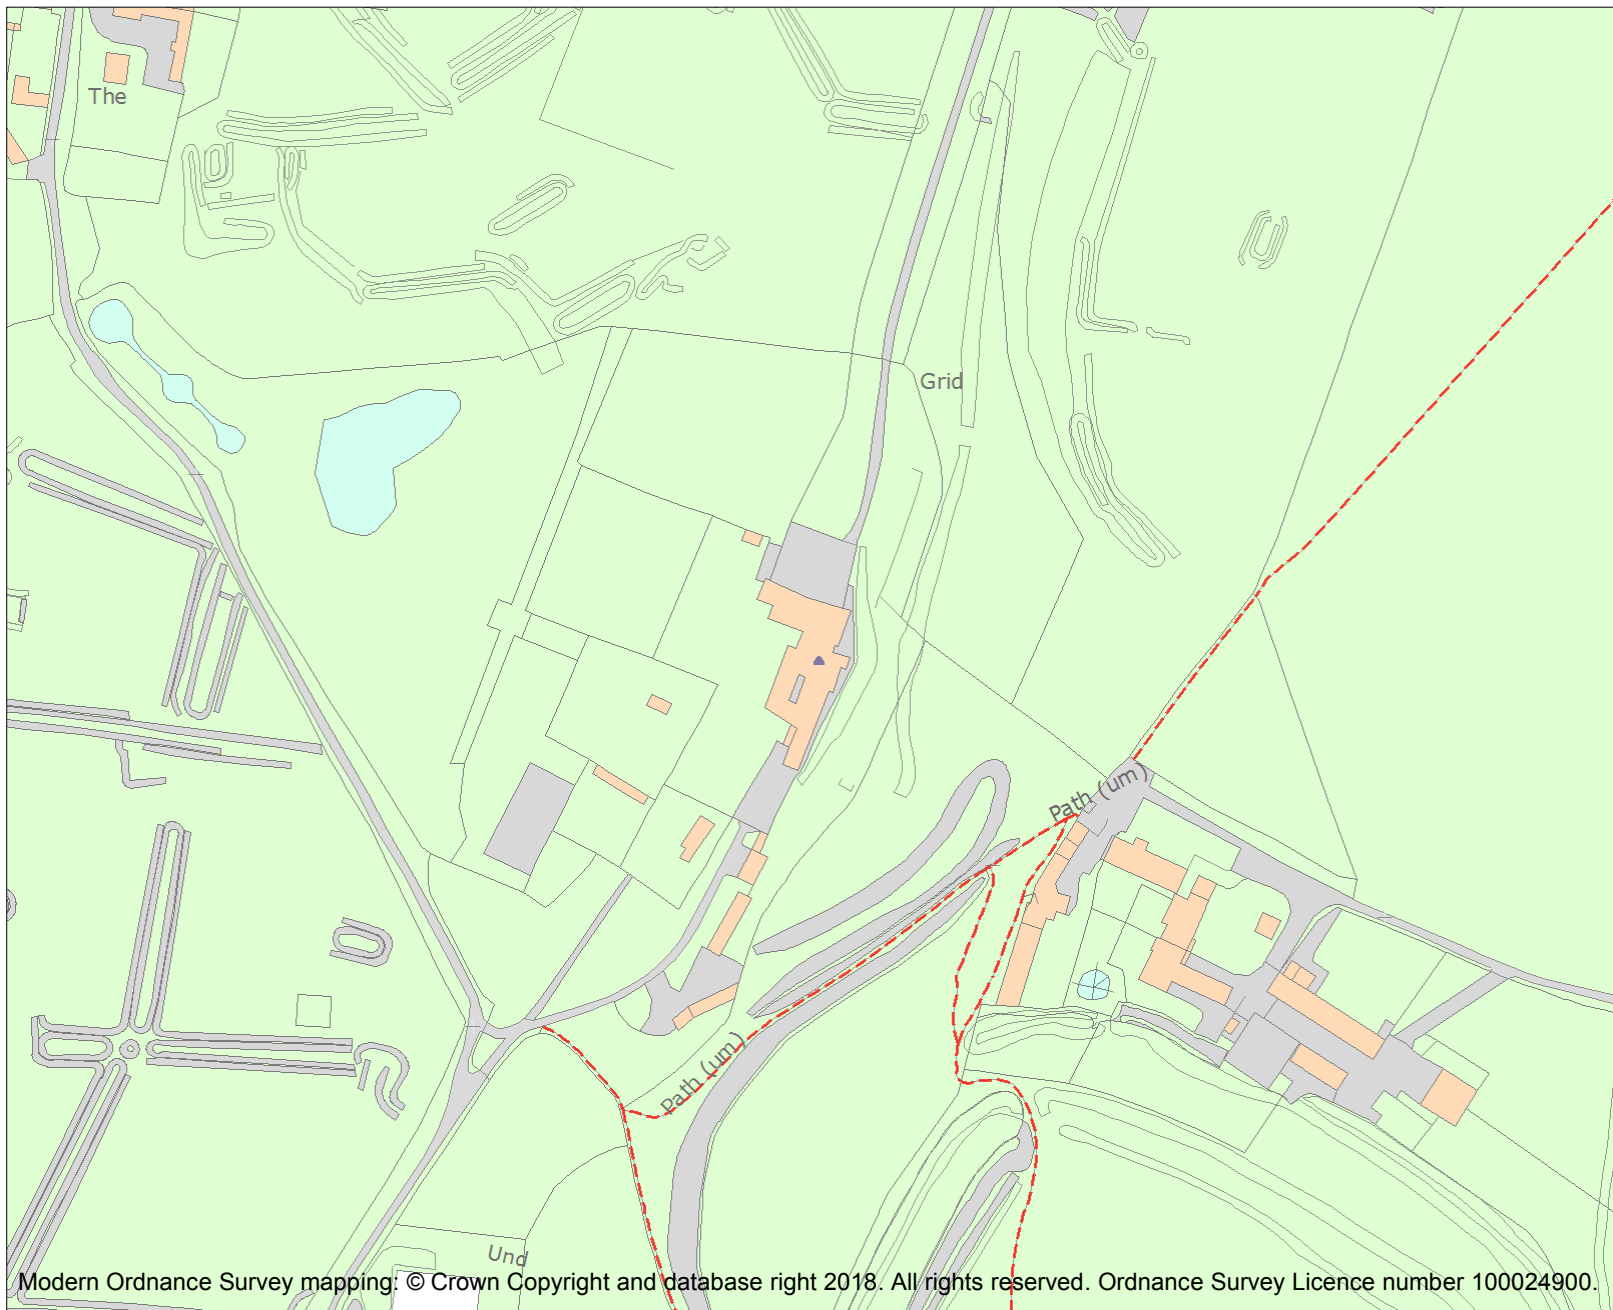 The
Grid
Path (um)
Path (um)
Und
Modern Ordnance Survey mapping: © Crown Copyright and database right 2018. All rights reserved. Ordnance Survey Licence number 100024900.